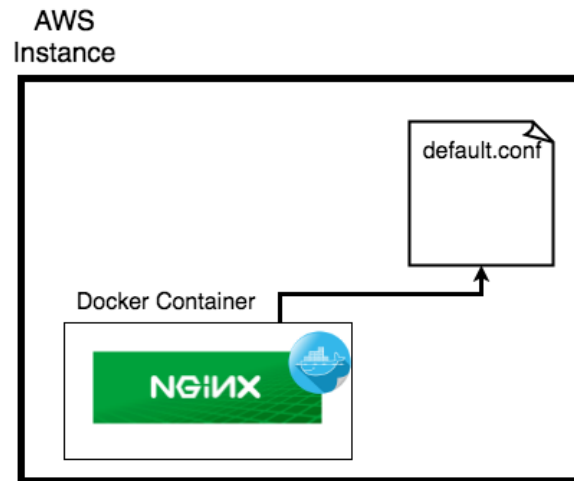 AWS
Instance
default.conf
Docker Container
NGINX